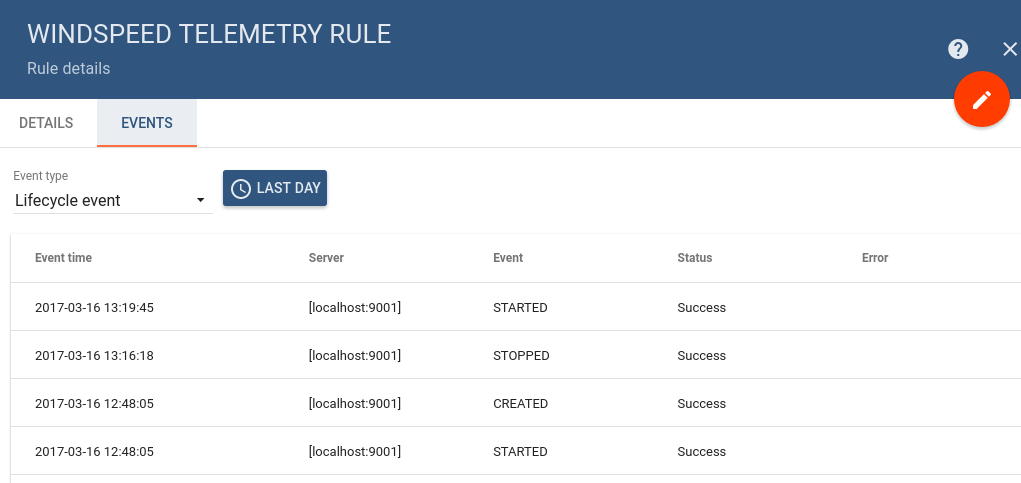 WINDSPEED TELEMETRY RULE
Rule details
?
DETAILS EVENTS
Event type
Lifecycle event
LAST DAY
Event time Server Event Status Error
2017-03-16 13:19:45 [localhost:9001] STARTED Success
2017-03-16 13:16:18 [localhost:9001] STOPPED Success
2017-03-16 12:48:05 [localhost:9001] CREATED Success
2017-03-16 12:48:05 [localhost:9001] STARTED Success